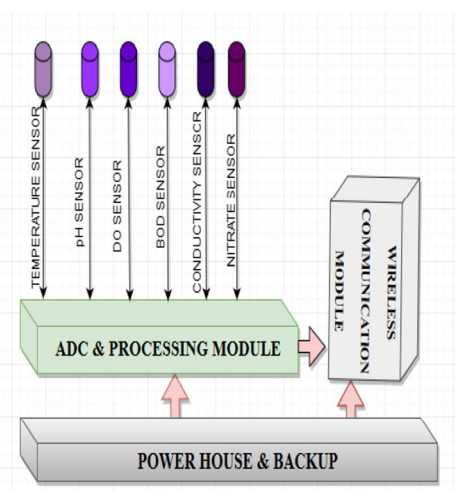 TEMPERATURE SENSOR
pH SENSOR
DO SENSOR
BOD SENSOR
CONDUCTIVITY SENSCR
NITRATE SENSOR
WIRELESS
COMMUNICATION
MODULE
ADC & PROCESSING MODULE
POWER HOUSE & BACKUP